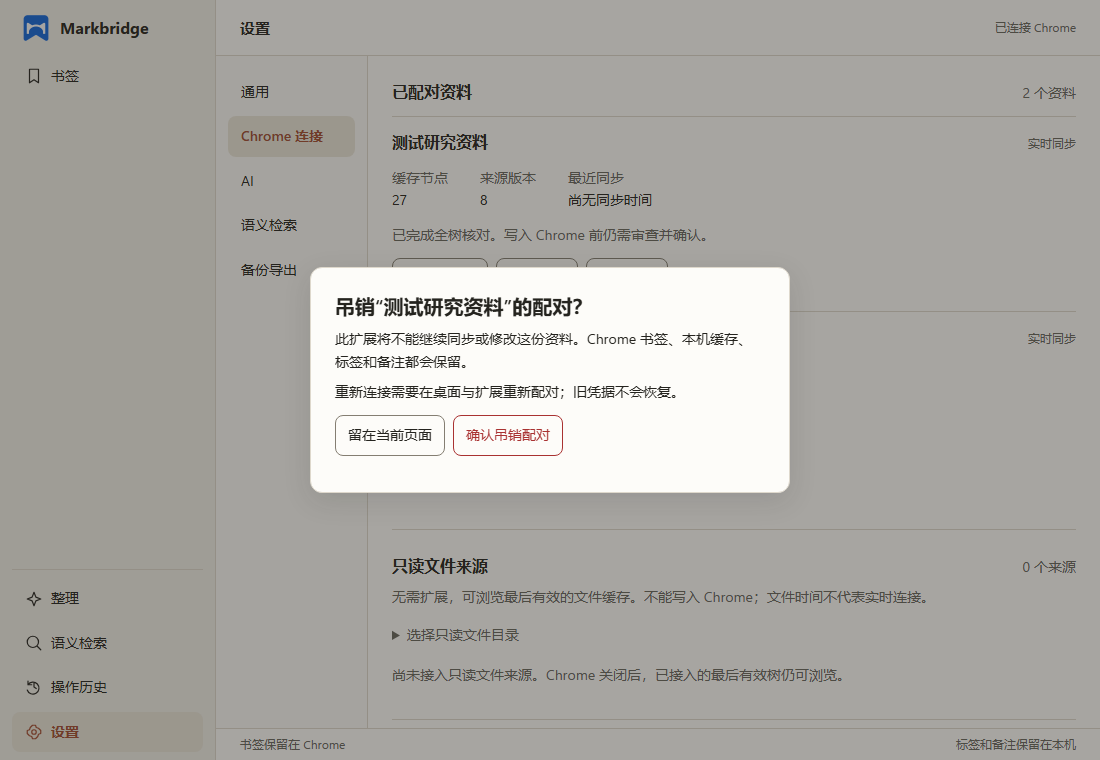 Markbridge
设置
已连接 Chrome
书签
通用
Chrome 连接
AI
语义检索
备份导出
已配对资料
2 个资料
测试研究资料
实时同步
缓存节点
来源版本
最近同步
27
8
尚无同步时间
已完成全树核对。写入 Chrome 前仍需审查并确认。
吊销“测试研究资料”的配对?
此扩展将不能继续同步或修改这份资料。Chrome 书签、本机缓存、
标签和备注都会保留。
重新连接需要在桌面与扩展重新配对；旧凭据不会恢复。
留在当前页面
确认吊销配对
实时同步
只读文件来源
0 个来源
无需扩展，可浏览最后有效的文件缓存。不能写入 Chrome；文件时间不代表实时连接。
选择只读文件目录
尚未接入只读文件来源。Chrome 关闭后，已接入的最后有效树仍可浏览。
整理
语义检索
操作历史
设置
书签保留在 Chrome
标签和备注保留在本机